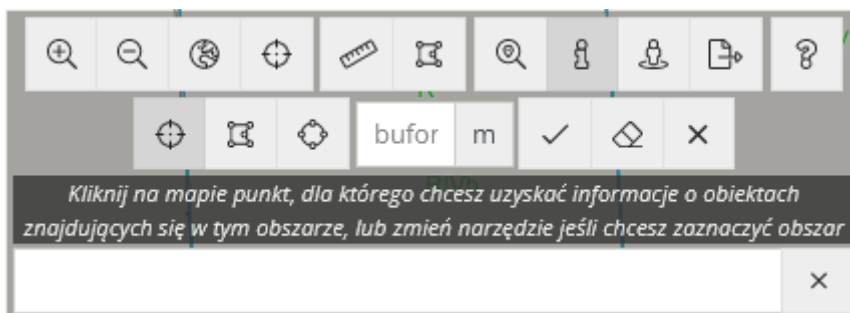 bufor m
Kliknij na mapie punkt, dla którego chcesz uzyskać informacje o obiektach
znajdujących się w tym obszarze, lub zmień narzędzie jeśli chcesz zaznaczyć obszar